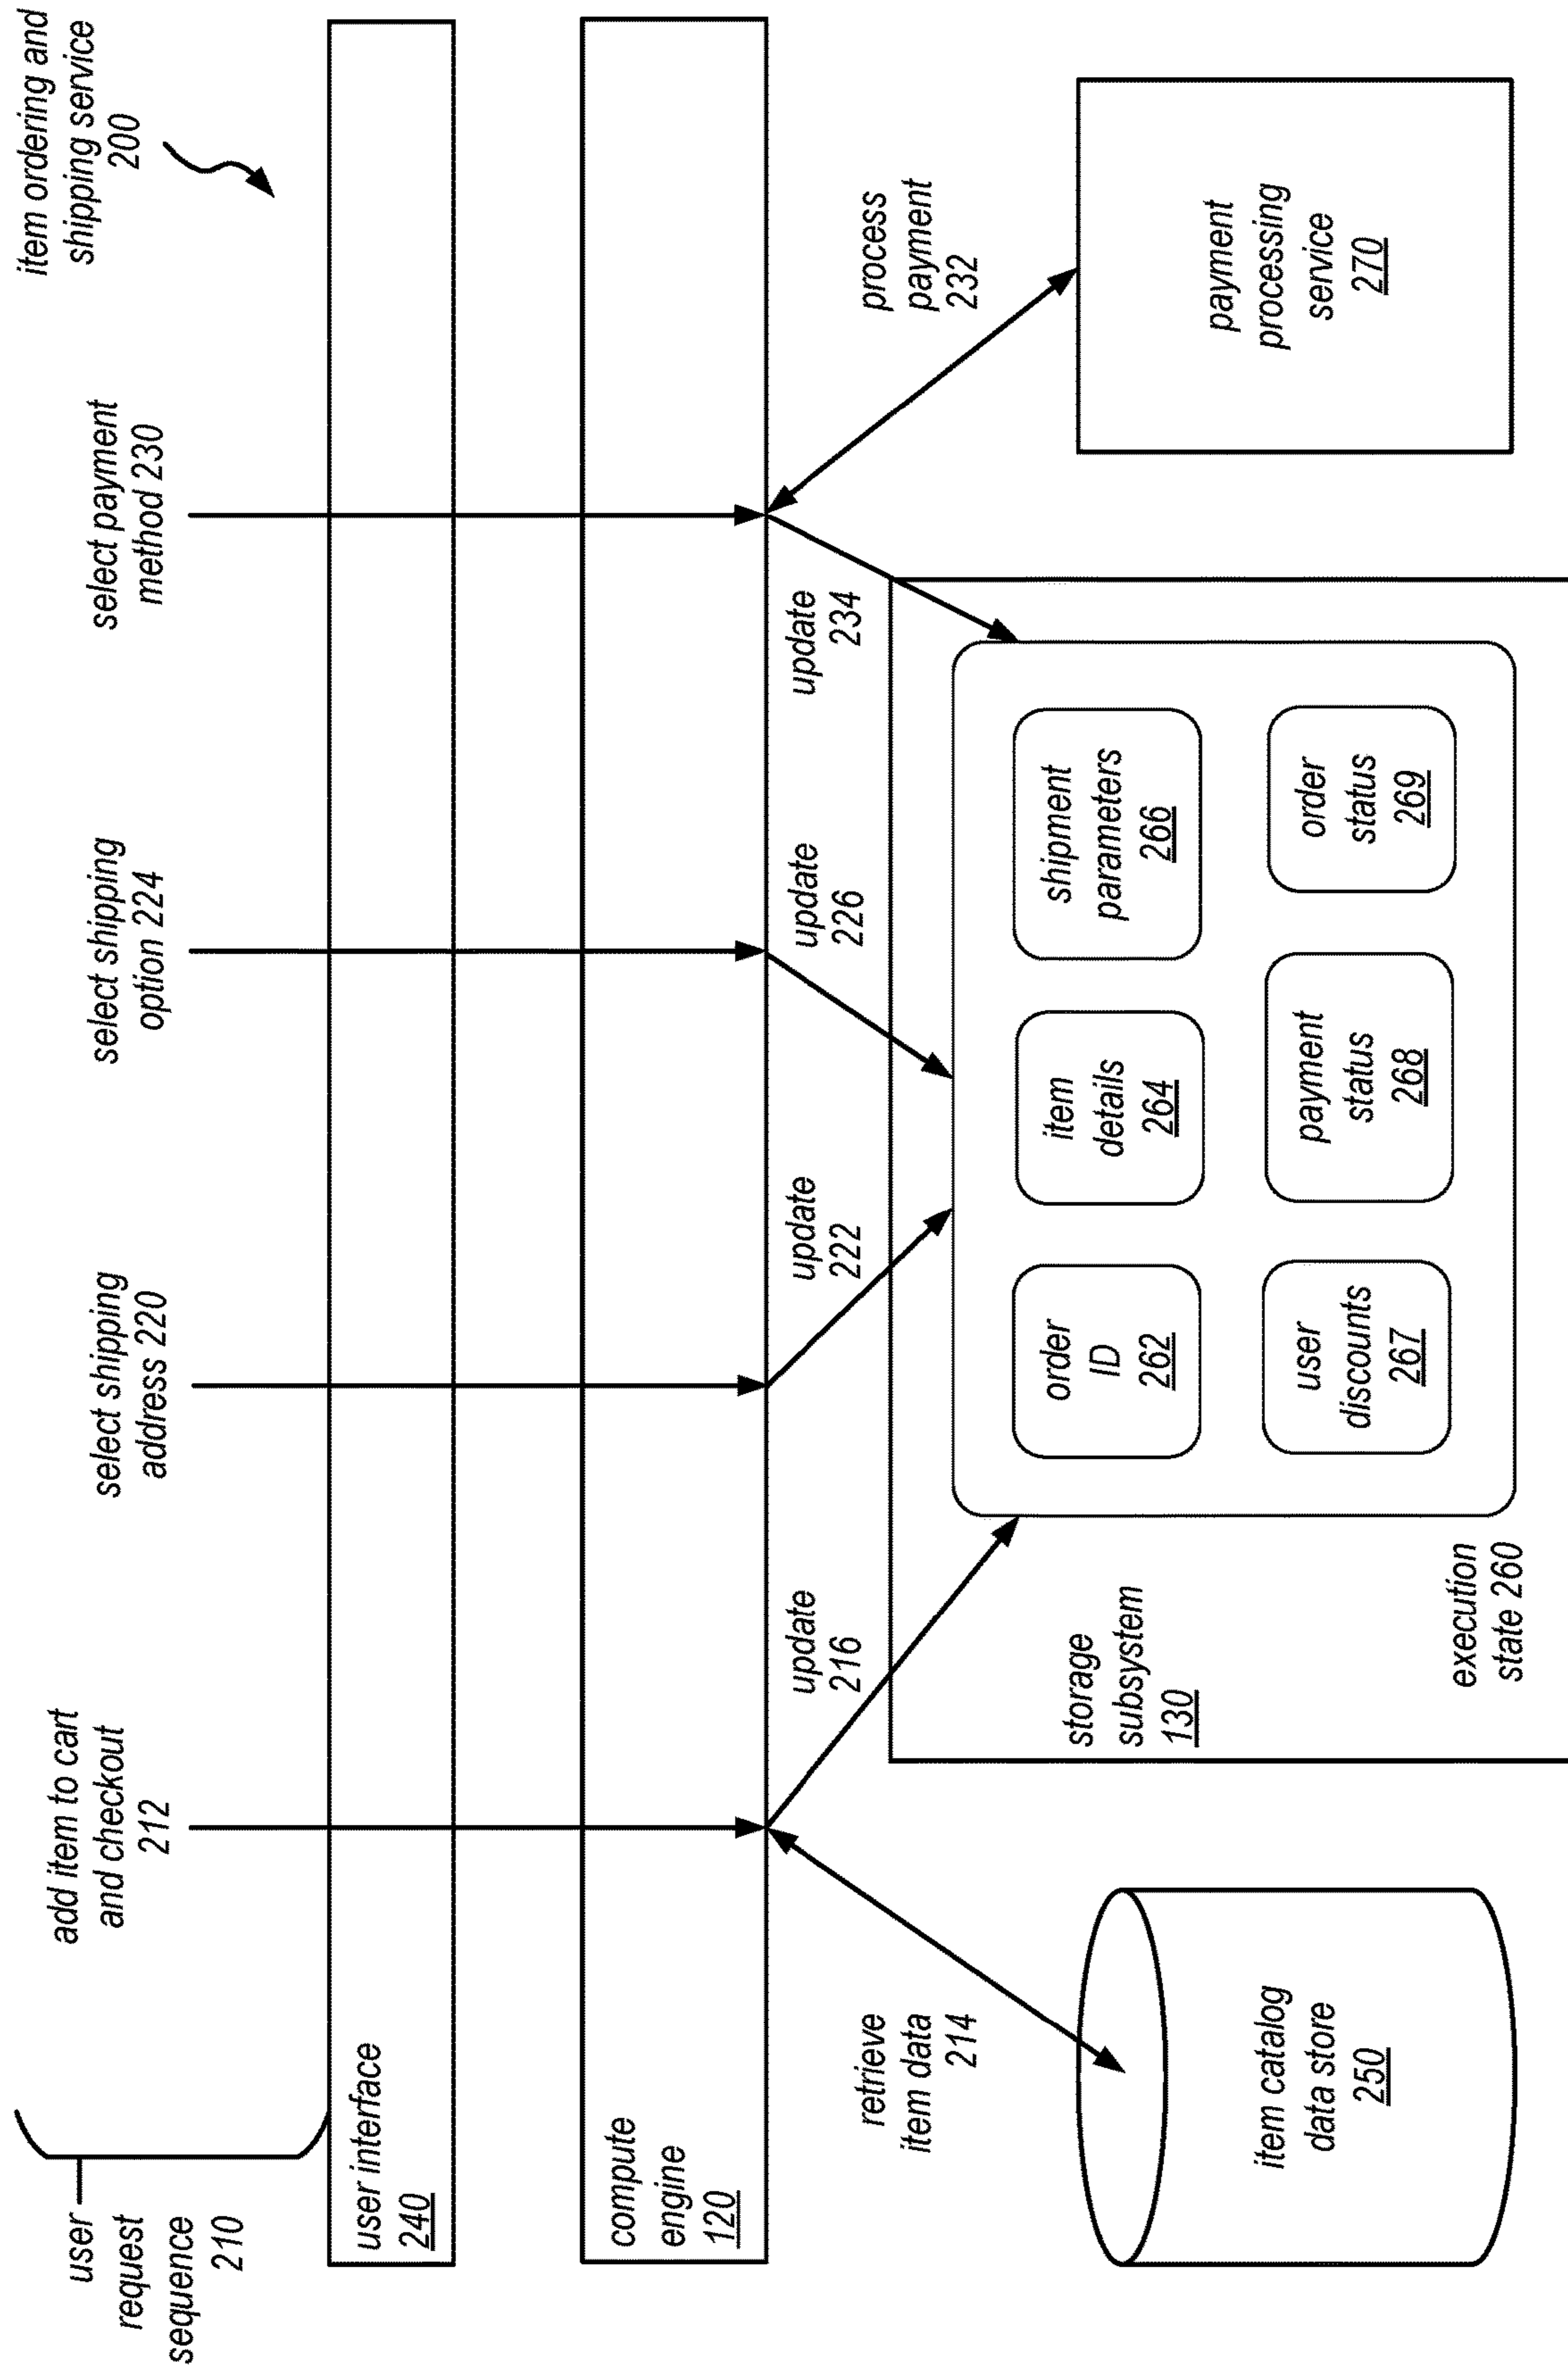 item ordering and
shipping service
200
user
request
sequence
210
add item to cart
and checkout
212
select shipping
address 220
select shipping
option 224
select payment
method 230
user interface
240
compute
engine
120
retrieve
item data
214
update
216
update
222
update
226
update
234
process
payment
232
item catalog
data store
250
storage
subsystem
130
execution
state 260
order
ID
262
item
details
264
shipment
parameters
266
user
discounts
267
payment
status
268
order
status
269
payment
processing
service
270